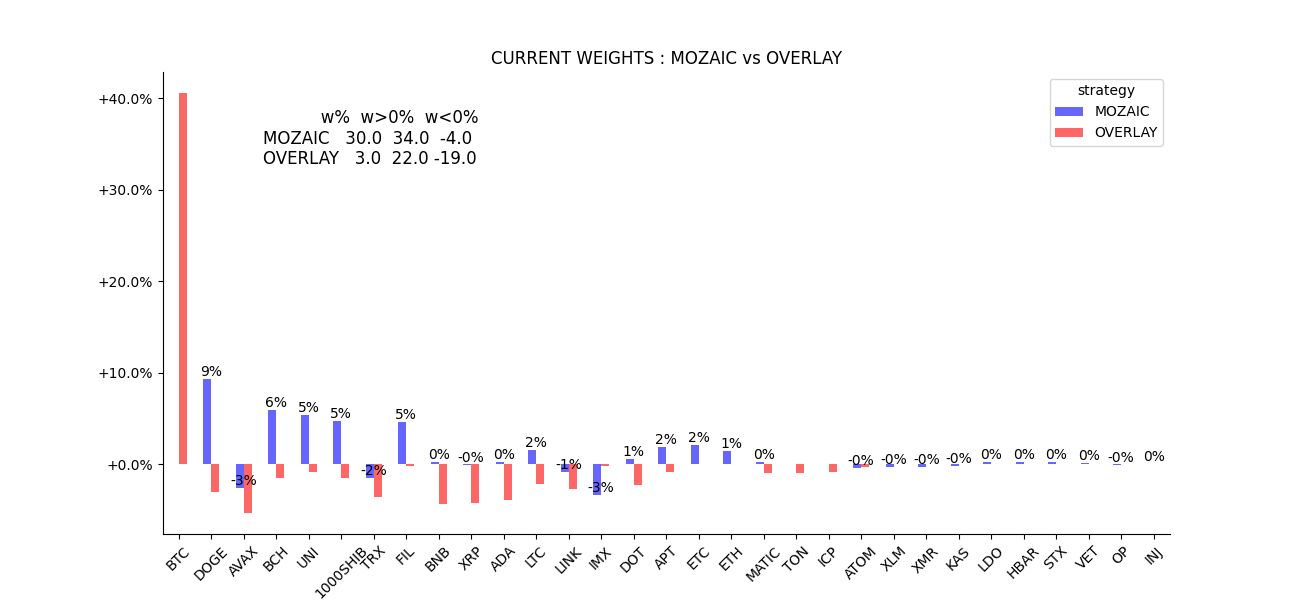 CURRENT WEIGHTS : MOZAIC vs OVERLAY
strategy
MOZAIC
OVERLAY
w%  w>0%  w<0%
MOZAIC   30.0  34.0  -4.0
OVERLAY   3.0  22.0 -19.0
+40.0%
+30.0%
+20.0%
+10.0%
+0.0%
9%
-3%
6%
5%
5%
-2%
5%
0%
-0%
0%
2%
-1%
-3%
1%
2%
2%
1%
0%
-0%
-0%
-0%
-0%
0%
0%
0%
0%
-0%
0%
BTC
DOGE
AVAX
BCH
UNI
1000SHIB
TRX
FIL
BNB
XRP
ADA
LTC
LINK
IMX
DOT
APT
ETC
ETH
MATIC
TON
ICP
ATOM
XLM
XMR
KAS
LDO
HBAR
STX
VET
OP
INJ